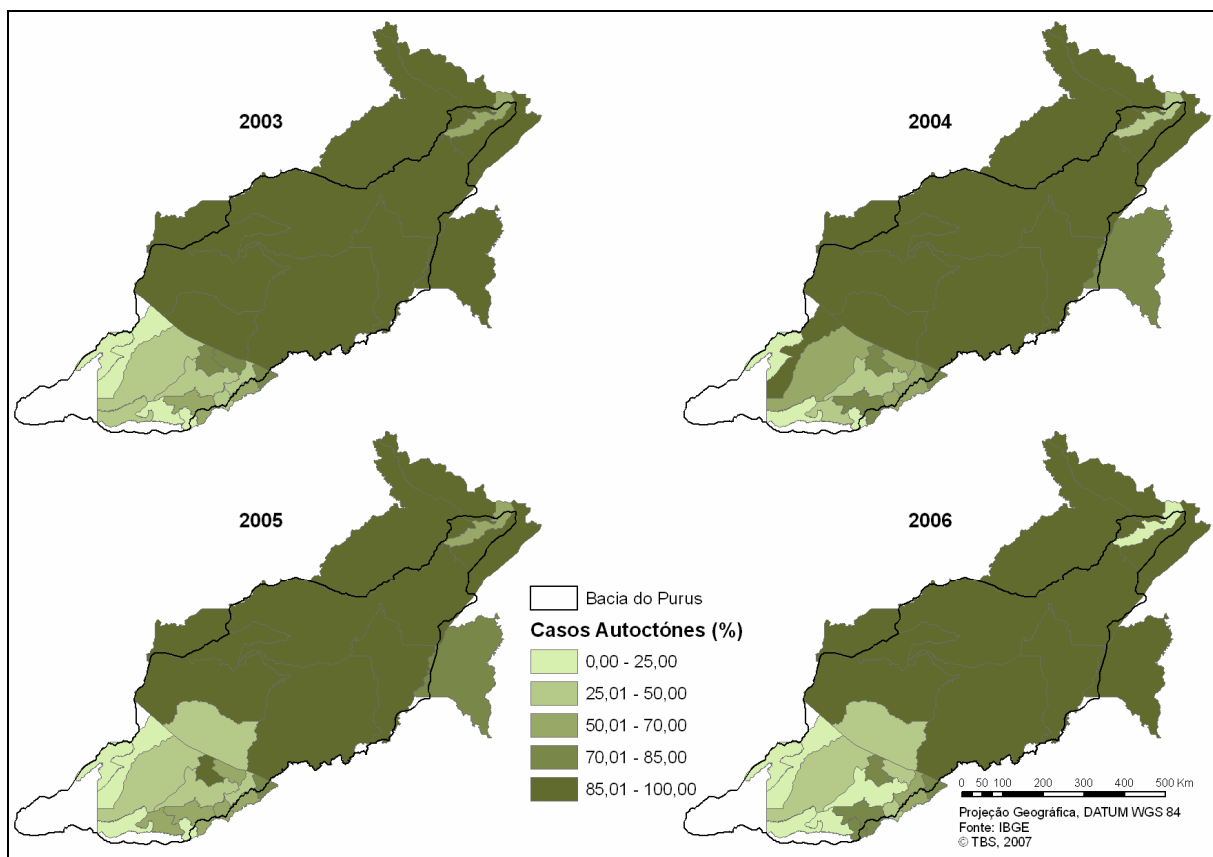 2003
2004
2005
2006
Bacia do Purus
Casos Autoctónes (%)
0,00 - 25,00
25,01 - 50,00
50,01 - 70,00
70,01 - 85,00
85,01 - 100,00
0 50 100 200 300 400 500 Km
Projeção Geográfica, DATUM WGS 84
Fonte: IBGE
© TBS, 2007